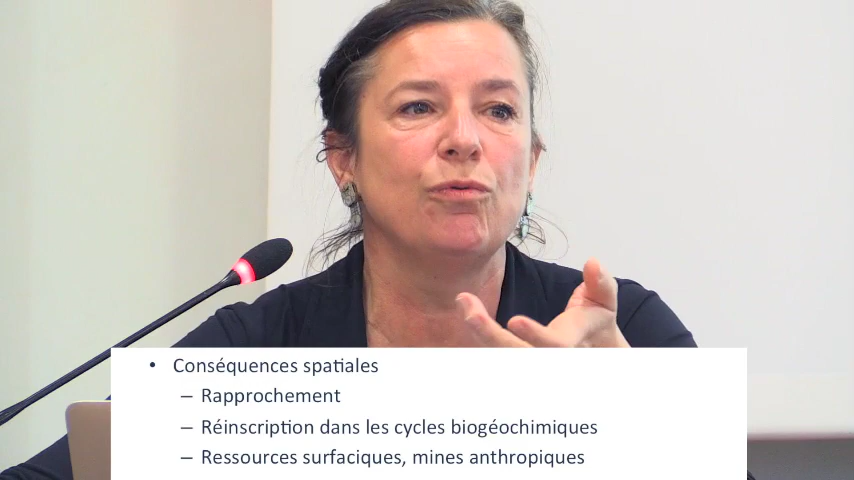 • Conséquences spatiales
– Rapprochement
– Réinscription dans les cycles biogéochimiques
– Ressources surfaciques, mines anthropiques